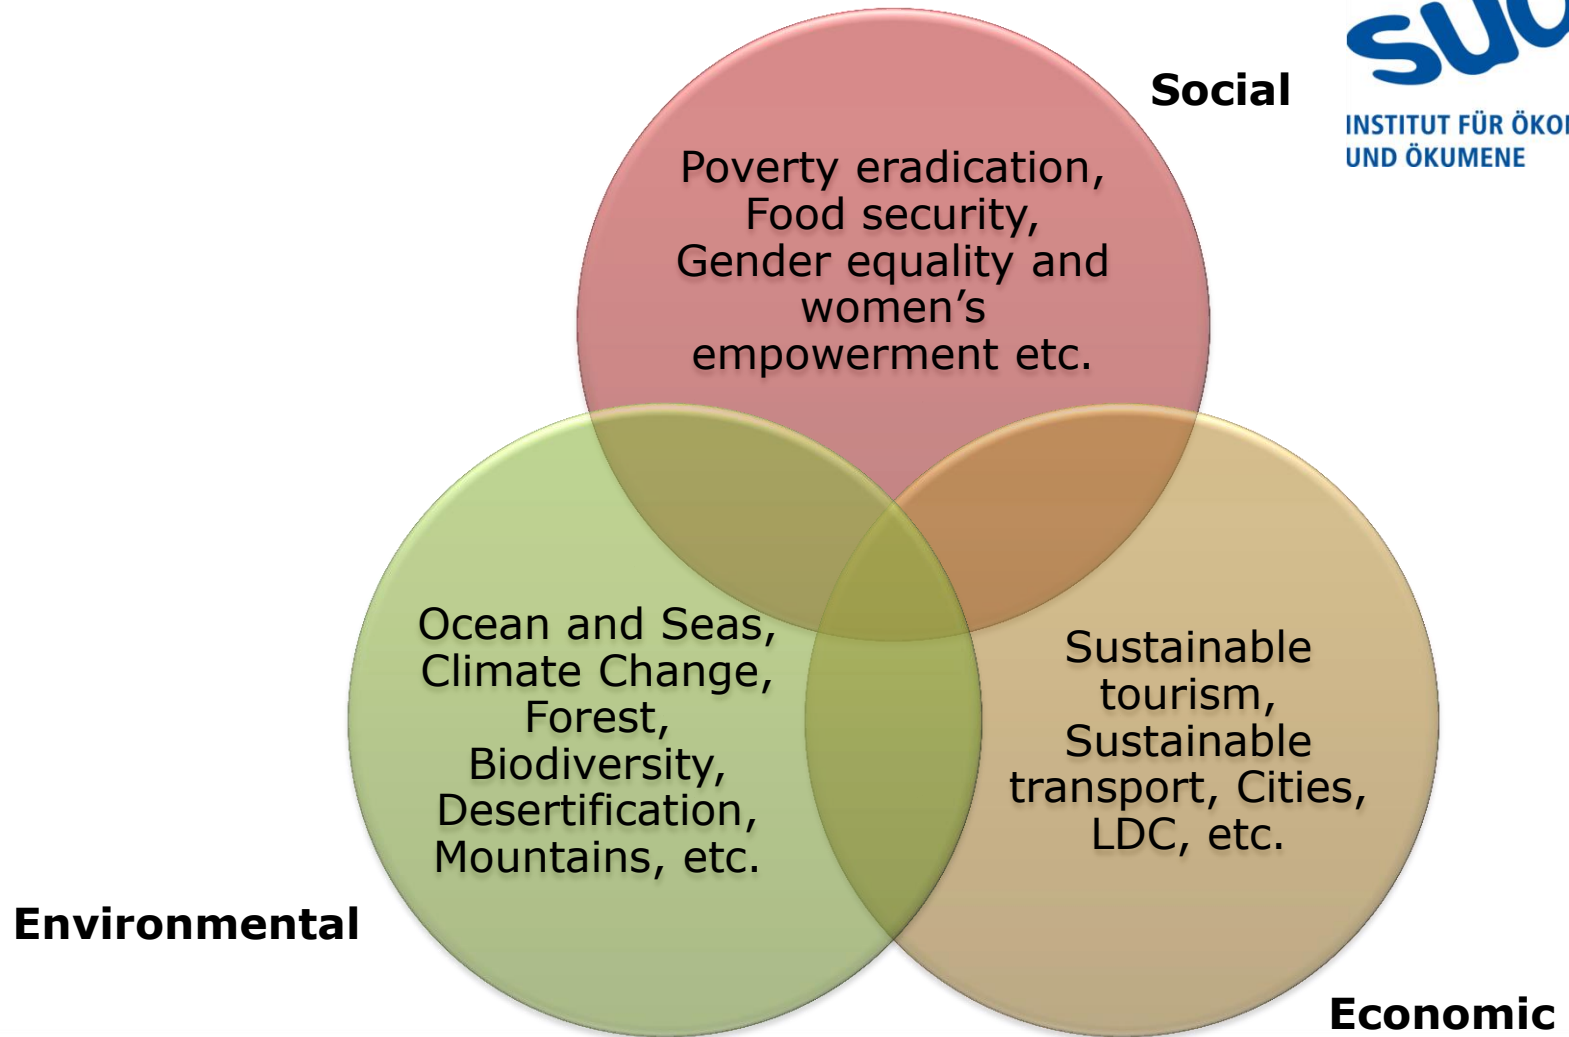 Social
INSTITUT FÜR
UND ÖKUMENE
Poverty eradication,
Food security,
Gender equality and
women’s
empowerment etc.
Ocean and Seas,
Climate Change,
Forest,
Biodiversity,
Desertification,
Mountains, etc.
Sustainable
tourism,
Sustainable
transport, Cities,
LDC, etc.
Environmental
Economic